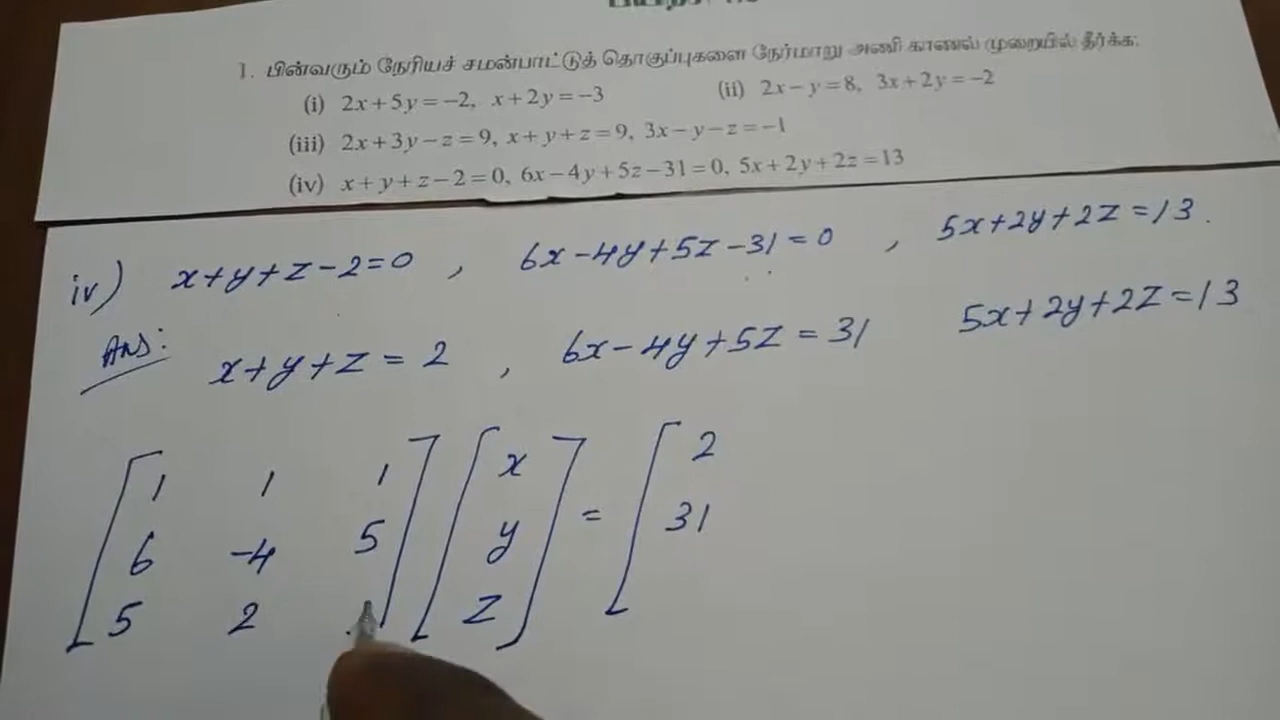 1. பின்வரும் நேரியச் சமன்பாட்டுத் தொகுப்புகளை நேர்மாறு அணி காணல் முறையில் தீர்க்க:
(i) 2x+5y=−2, x+2y=−3 (ii) 2x−y=8, 3x+2y=−2
(iii) 2x+3y−z=9, x+y+z=9, 3x−y−z=−1
(iv) x+y+z−2=0, 6x−4y+5z−31=0, 5x+2y+2z=13
iv) x+y+z−2=0 , 6x−4y+5z−31=0 , 5x+2y+2z=13.
Ans: x+y+z = 2 , 6x−4y+5z = 31 5x+2y+2z=13
[ 1 1 1 ] [ x ] = [ 2
6 −4 5 y 31
5 2 z